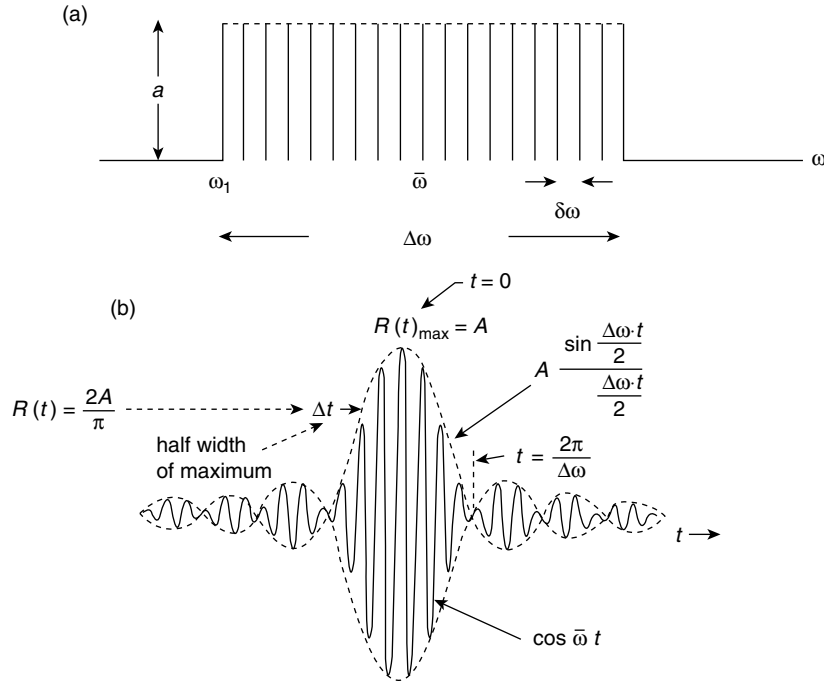 (a)
a
ω₁
ω̄
ω
δω
Δω
(b)
t = 0
R (t)max = A
A sin Δω·t/2 / Δω·t/2
R (t) = 2A/π
Δt
half width
of maximum
t = 2π/Δω
t
cos ω̄ t